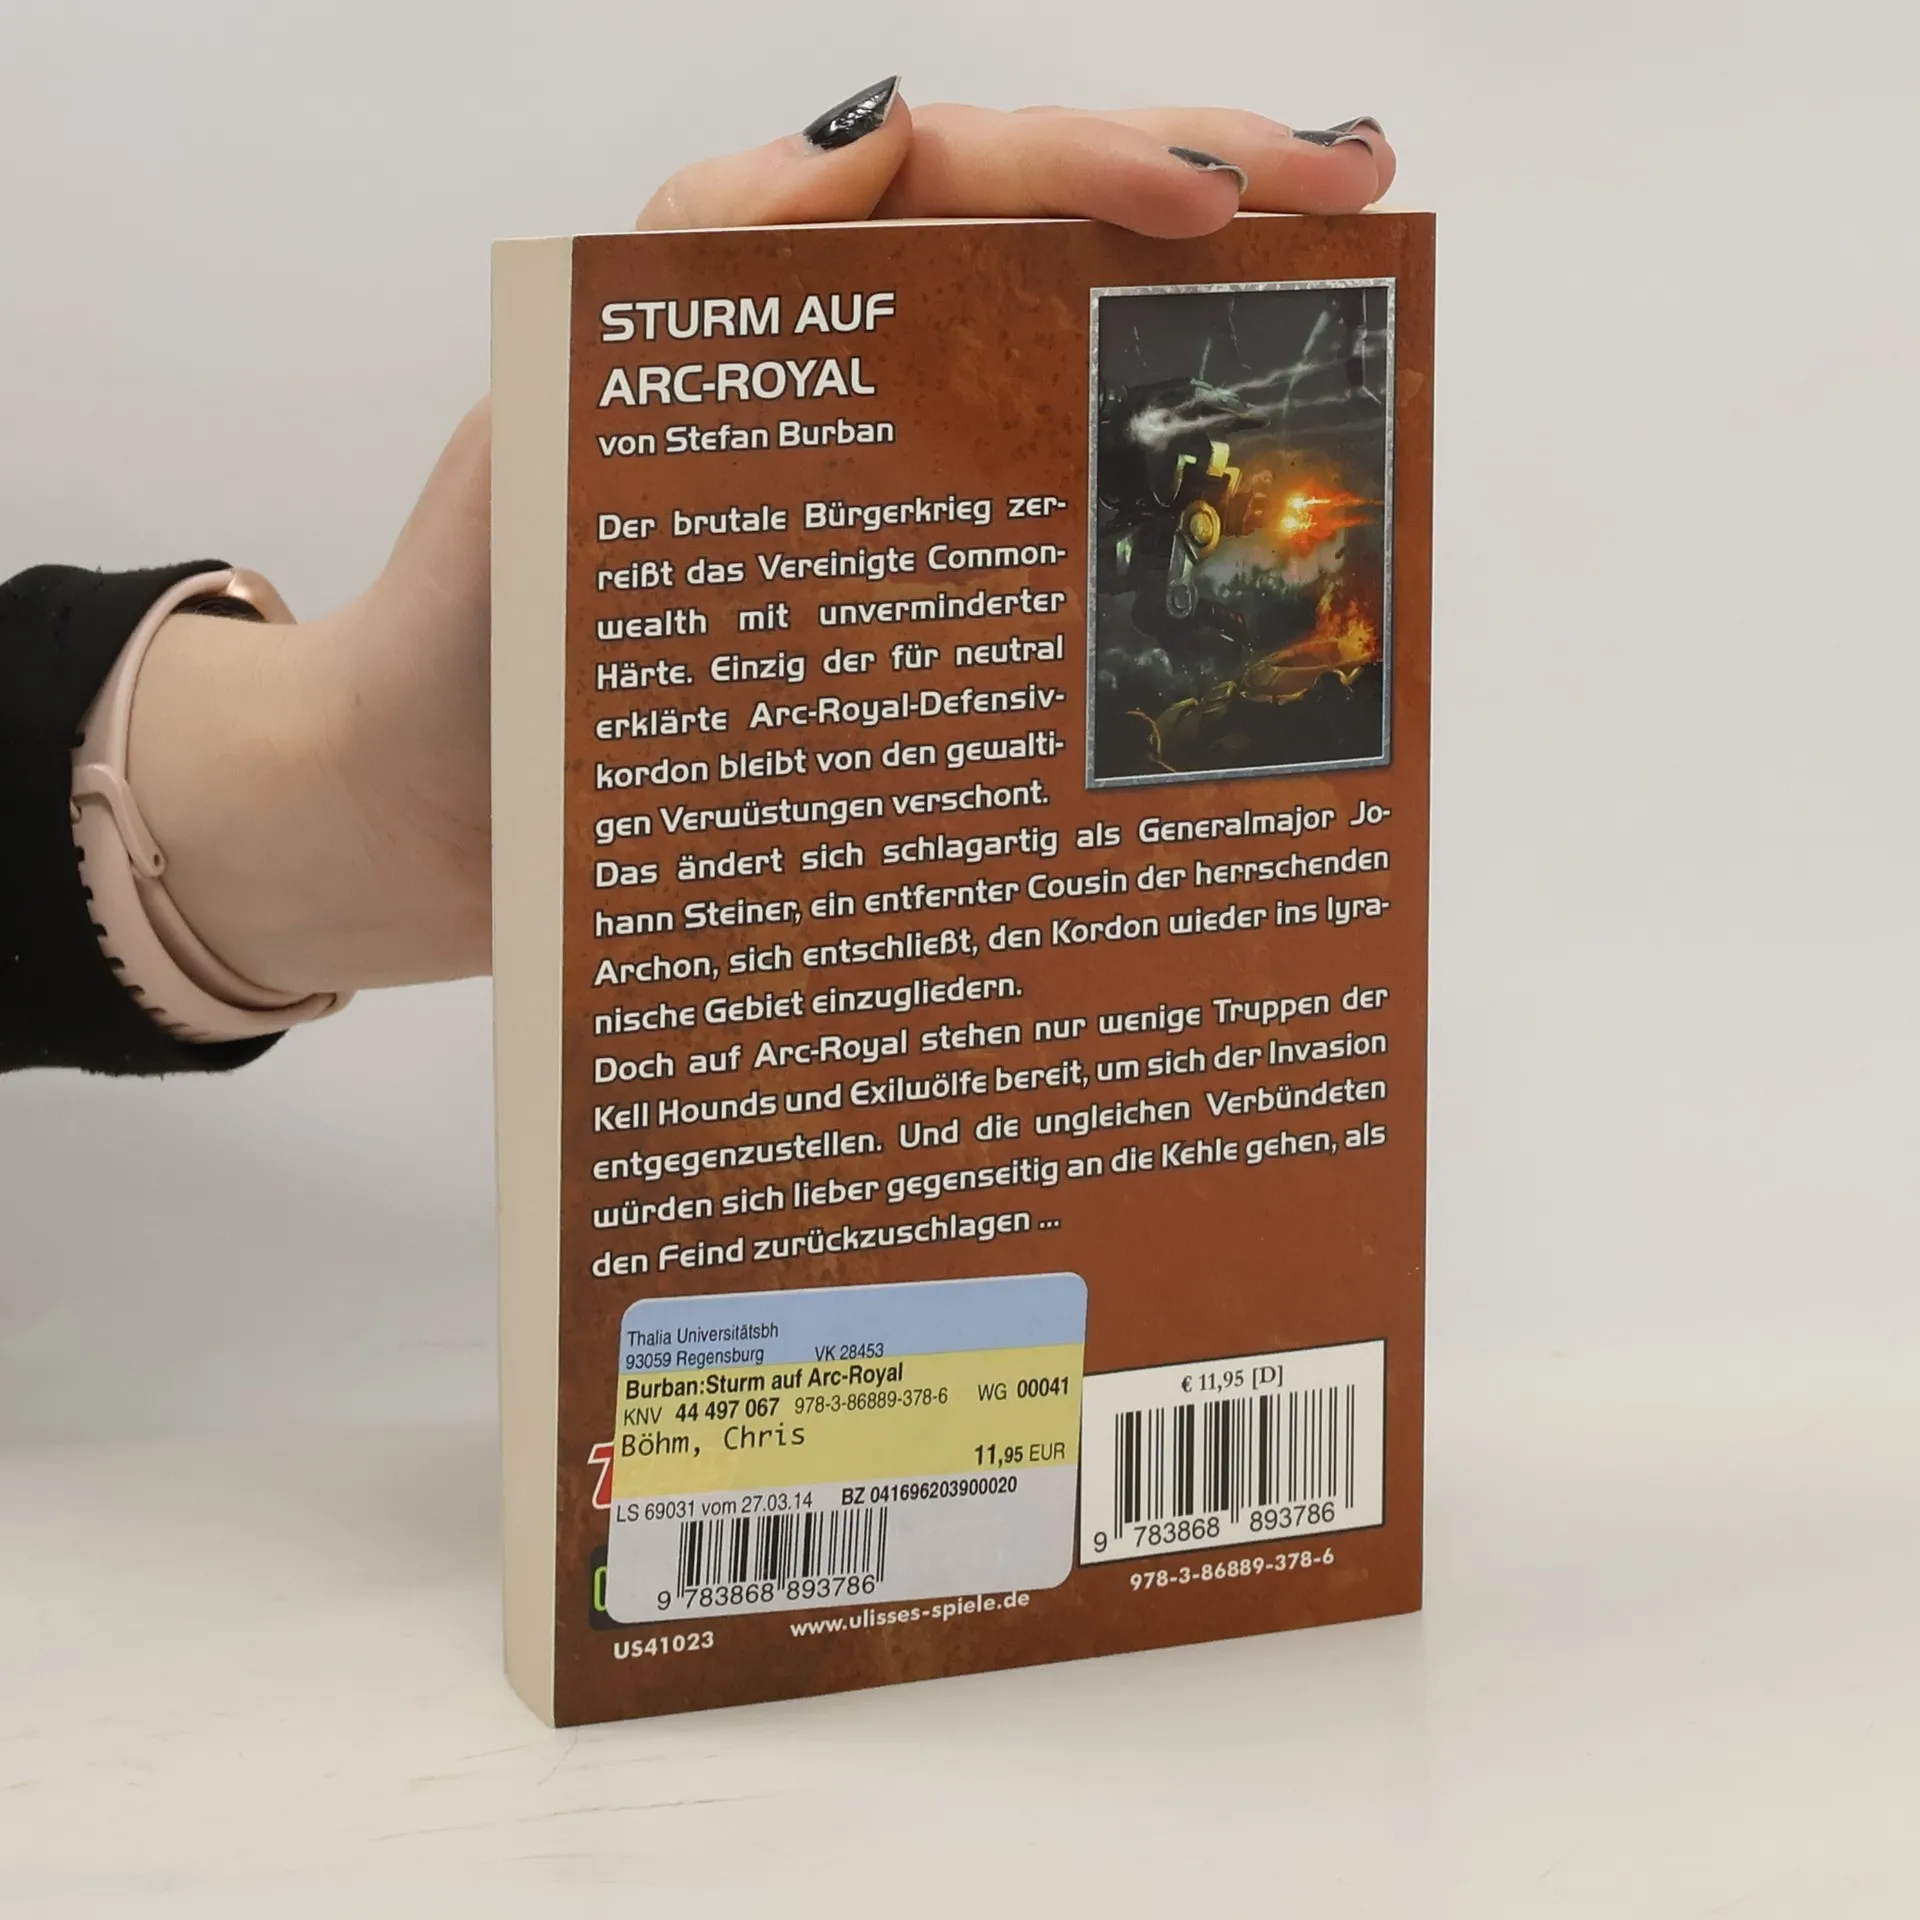 STURM AUF
ARC-ROYAL
von Stefan Burban
Der brutale Bürgerkrieg zer-
reißt das Vereinigte Common-
wealth mit unverminderter
Härte. Einzig der für neutral
erklärte Arc-Royal-Defensiv-
kordon bleibt von den gewalti-
gen Verwüstungen verschont.
Das ändert sich schlagartig als Generalmajor Jo-
hann Steiner, ein entfernter Cousin der herrschenden
Archon, sich entschließt, den Kordon wieder ins lyra-
nische Gebiet einzugliedern.
Doch auf Arc-Royal stehen nur wenige Truppen der
Kell Hounds und Exilwölfe bereit, um sich der Invasion
entgegenzustellen. Und die ungleichen Verbündeten
würden sich lieber gegenseitig an die Kehle gehen, als
den Feind zurückzuschlagen ...
Thalia Universitätsbh
93059 Regensburg VK 28453
Burban:Sturm auf Arc-Royal
KNV 44 497 067 978-3-86889-378-6 WG 00041
Böhm, Chris
11,95 EUR
LS 69031 vom 27.03.14 BZ 041696203900020
9 783868 893786
€ 11,95 [D]
9 783868 893786
978-3-86889-378-6
www.ulisses-spiele.de
US41023